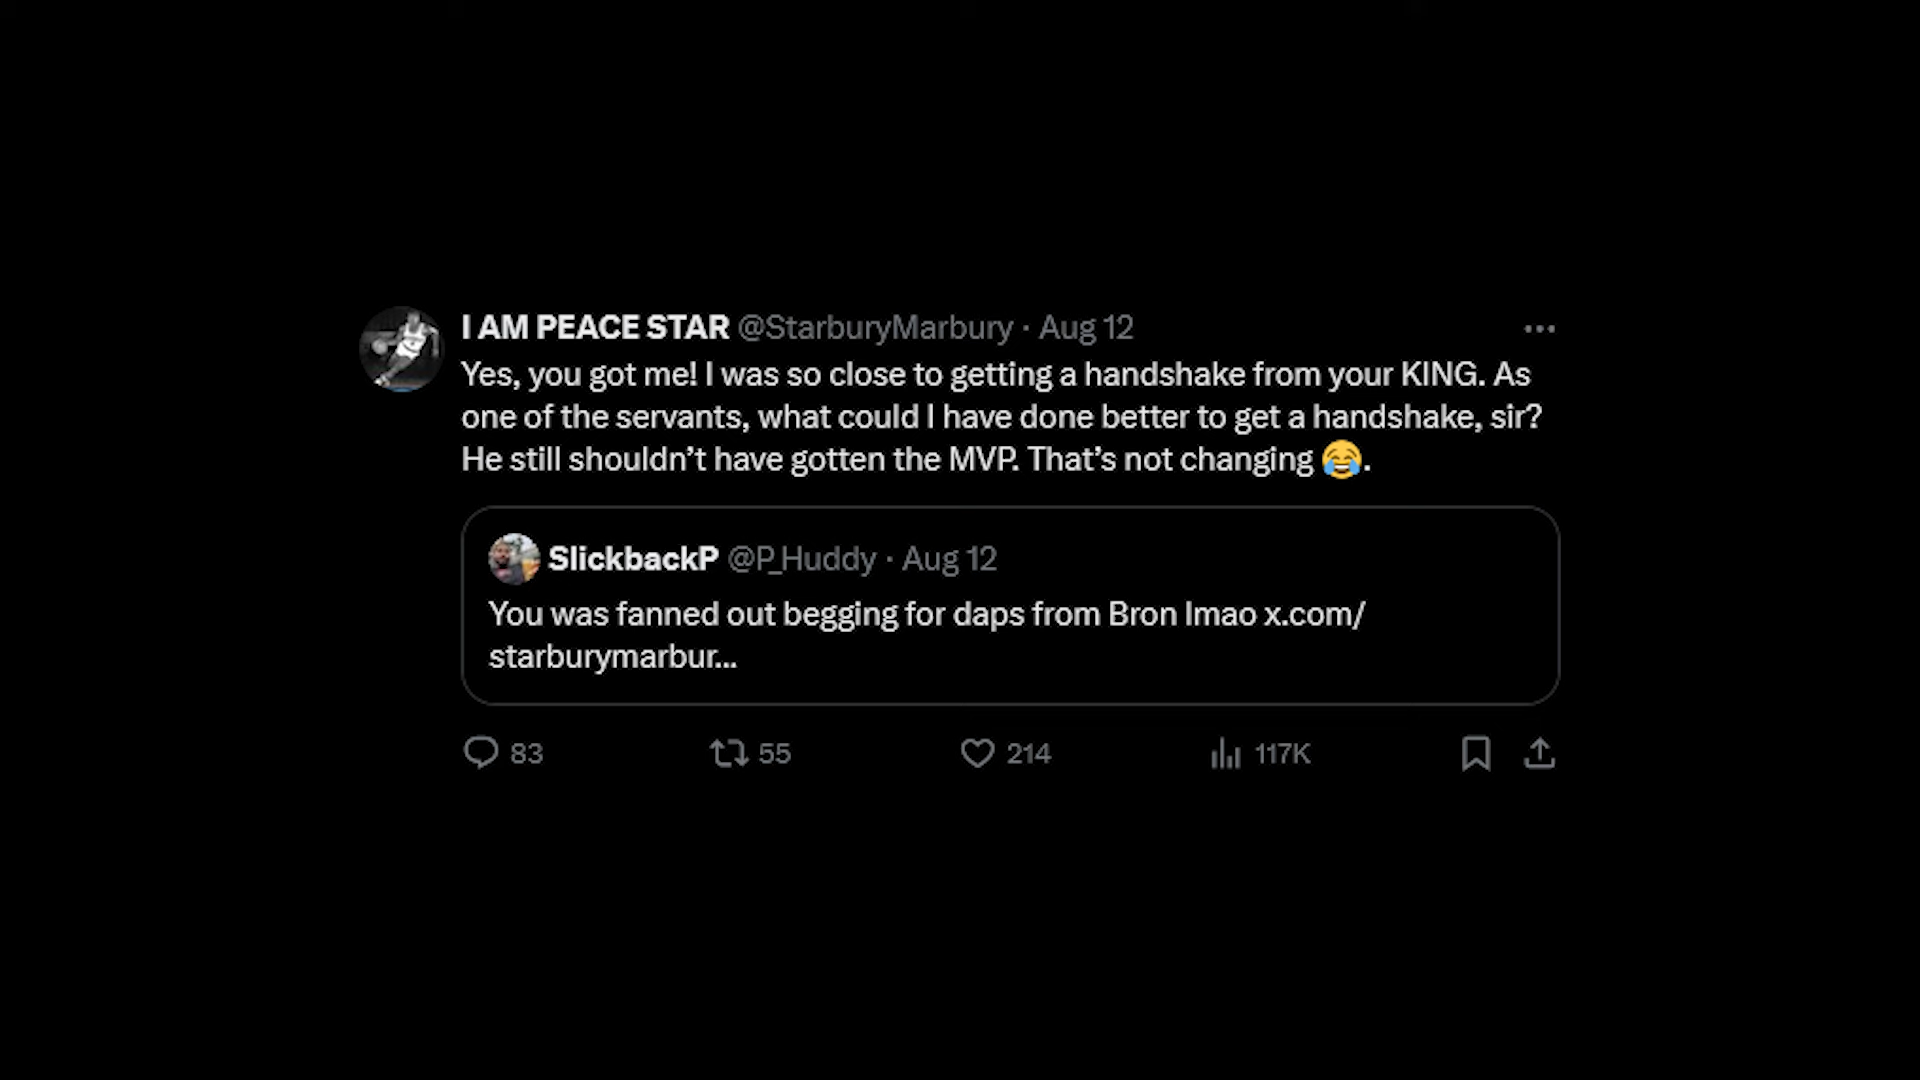 I AM PEACE STAR @StarburyMarbury · Aug 12
Yes, you got me! I was so close to getting a handshake from your KING. As
one of the servants, what could I have done better to get a handshake, sir?
He still shouldn’t have gotten the MVP. That’s not changing 😂.
SlickbackP @P_Huddy · Aug 12
You was fanned out begging for daps from Bron lmao x.com/
starburymarbur...
83 55 214 117K